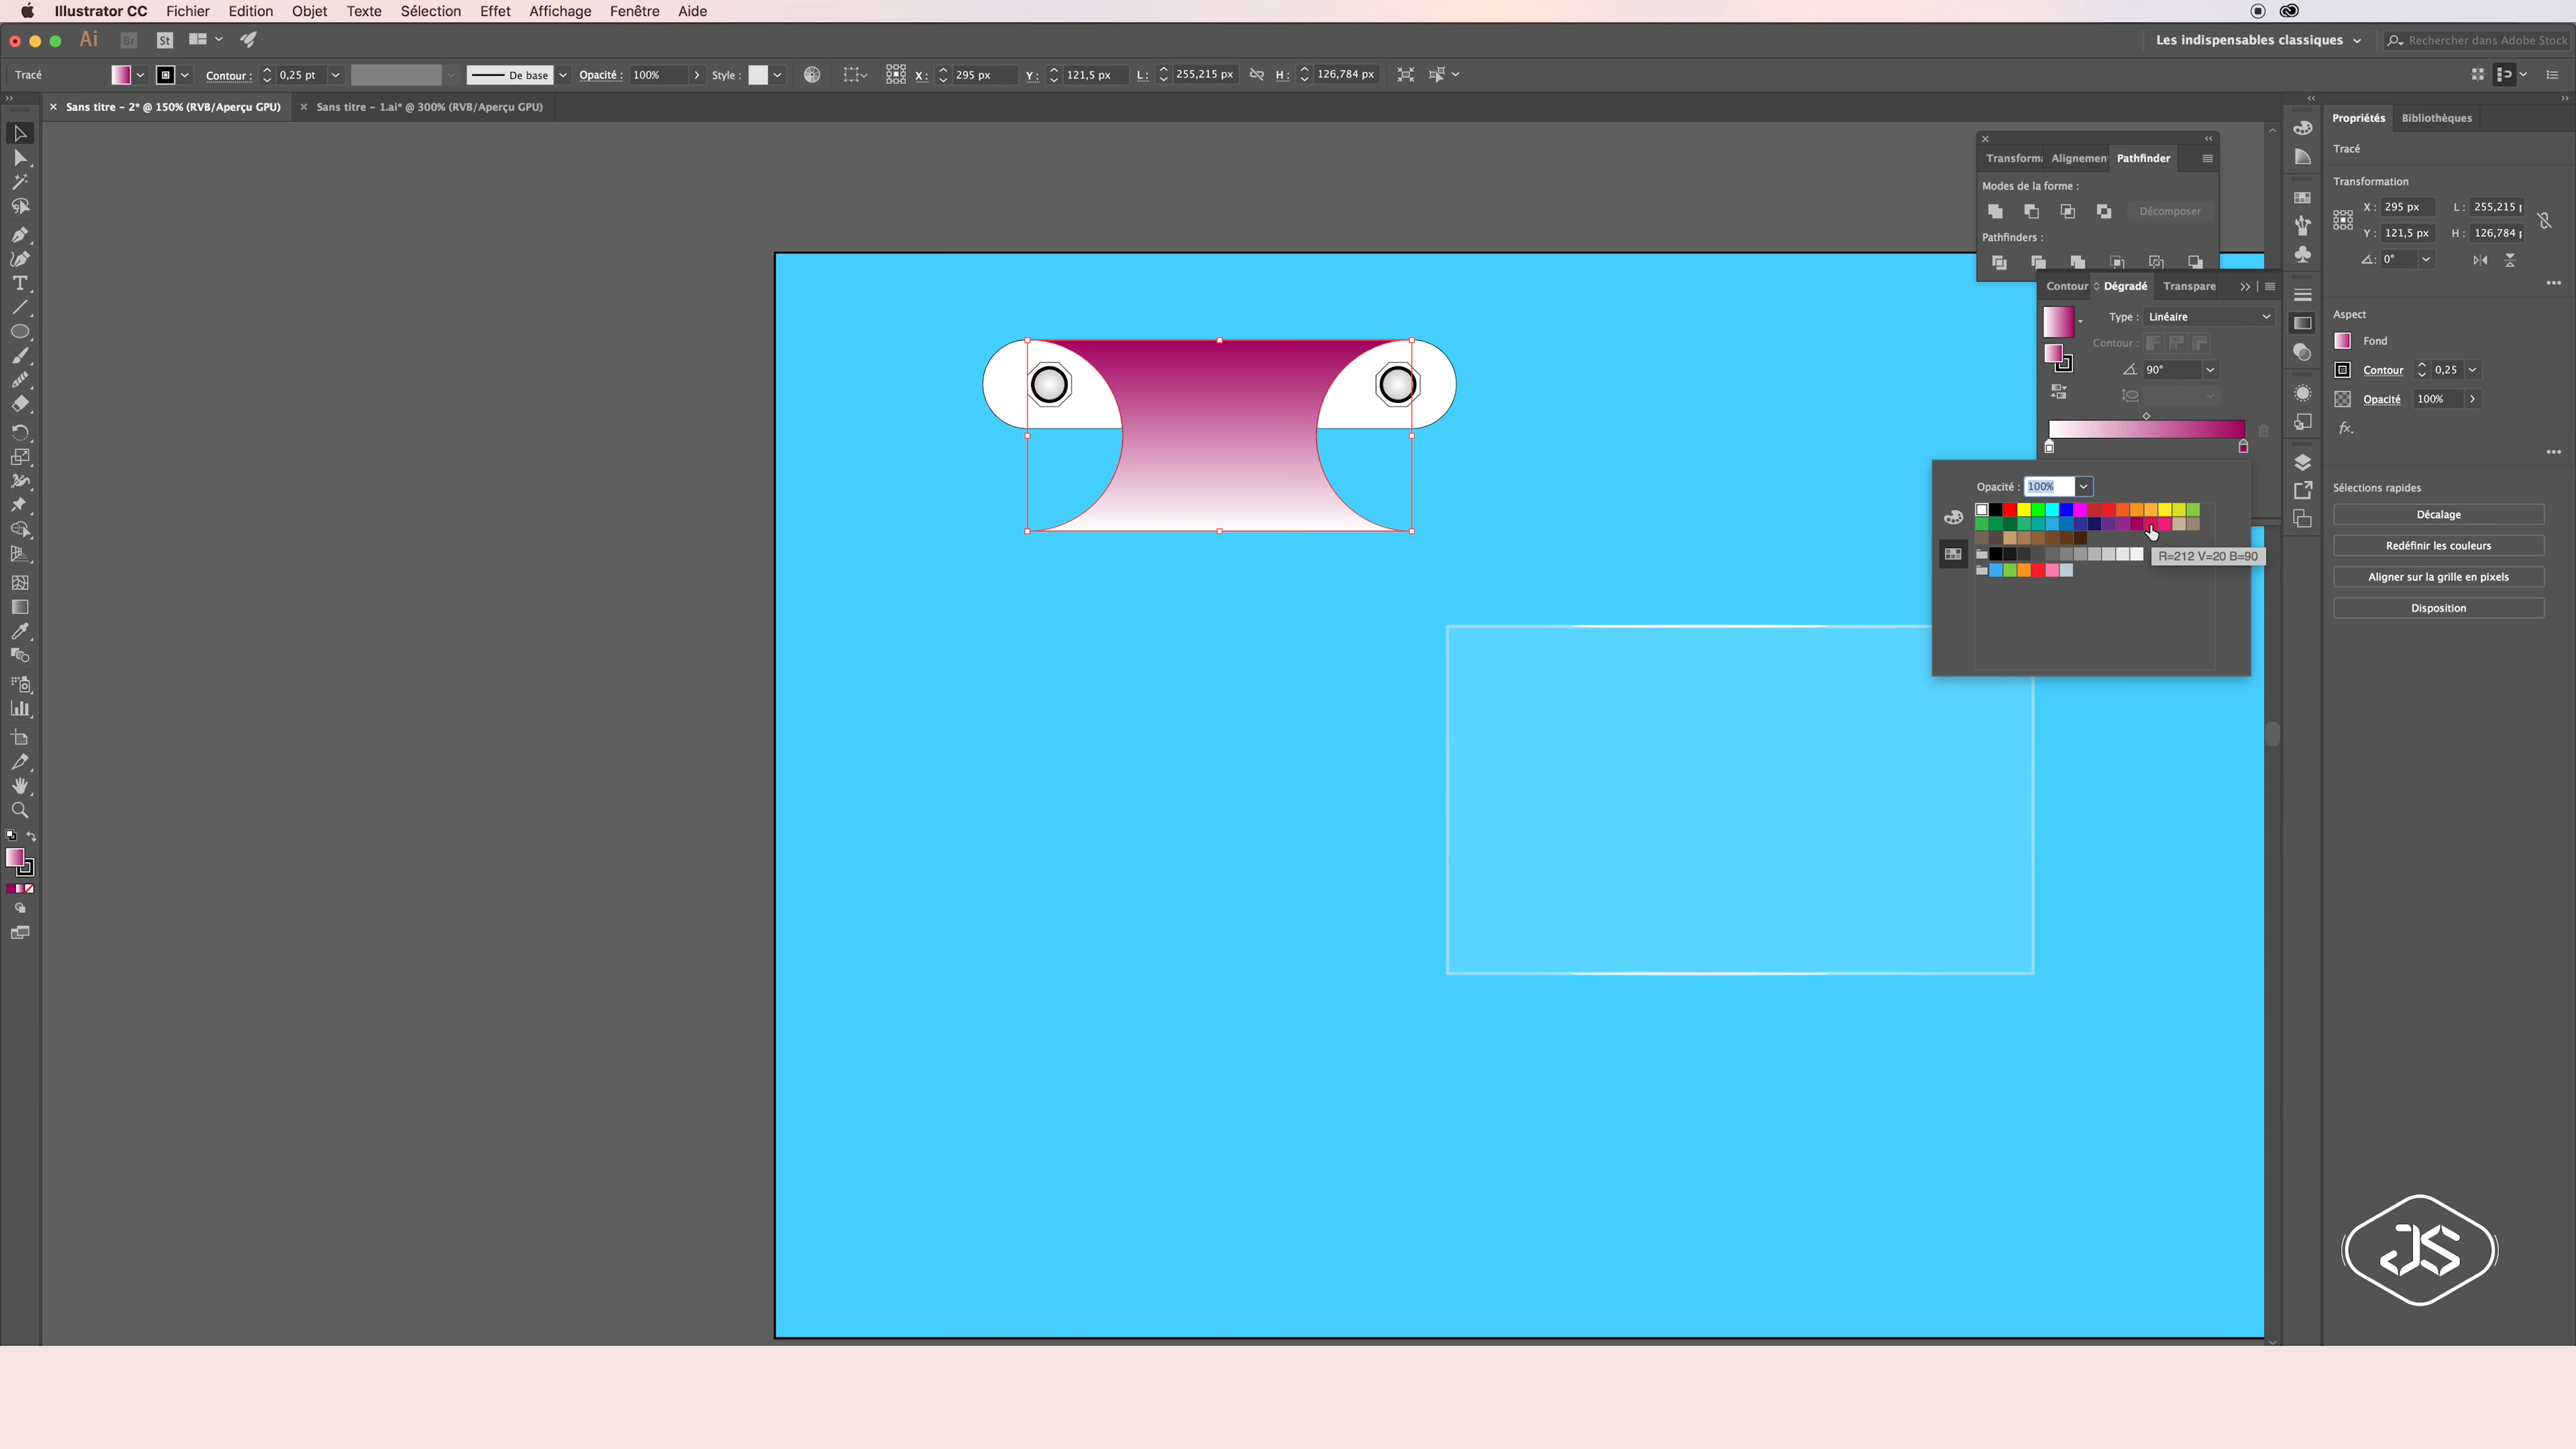 Illustrator CC Fichier Edition Objet Texte Sélection Effet Affichage Fenêtre Aide
Ai Br St Les indispensables classiques Rechercher dans Adobe Stock
Tracé Contour : 0,25 pt De base Opacité : 100% Style : X : 295 px Y : 121,5 px L : 255,215 px H : 126,784 px
Sans titre - 2* @ 150% (RVB/Aperçu GPU) Sans titre - 1.ai* @ 300% (RVB/Aperçu GPU)
Propriétés Bibliothèques
Tracé
Transformation
X : 295 px L : 255,215
Y : 121,5 px H : 126,784
0°
Aspect
Fond
Contour 0,25
Opacité 100%
fx.
Sélections rapides
Décalage
Redéfinir les couleurs
Aligner sur la grille en pixels
Disposition
Transforma Alignemen Pathfinder
Modes de la forme :
Décomposer
Pathfinders :
Contour Dégradé Transpare
Type : Linéaire
Contour :
90°
Opacité : 100%
R=212 V=20 B=90
JS